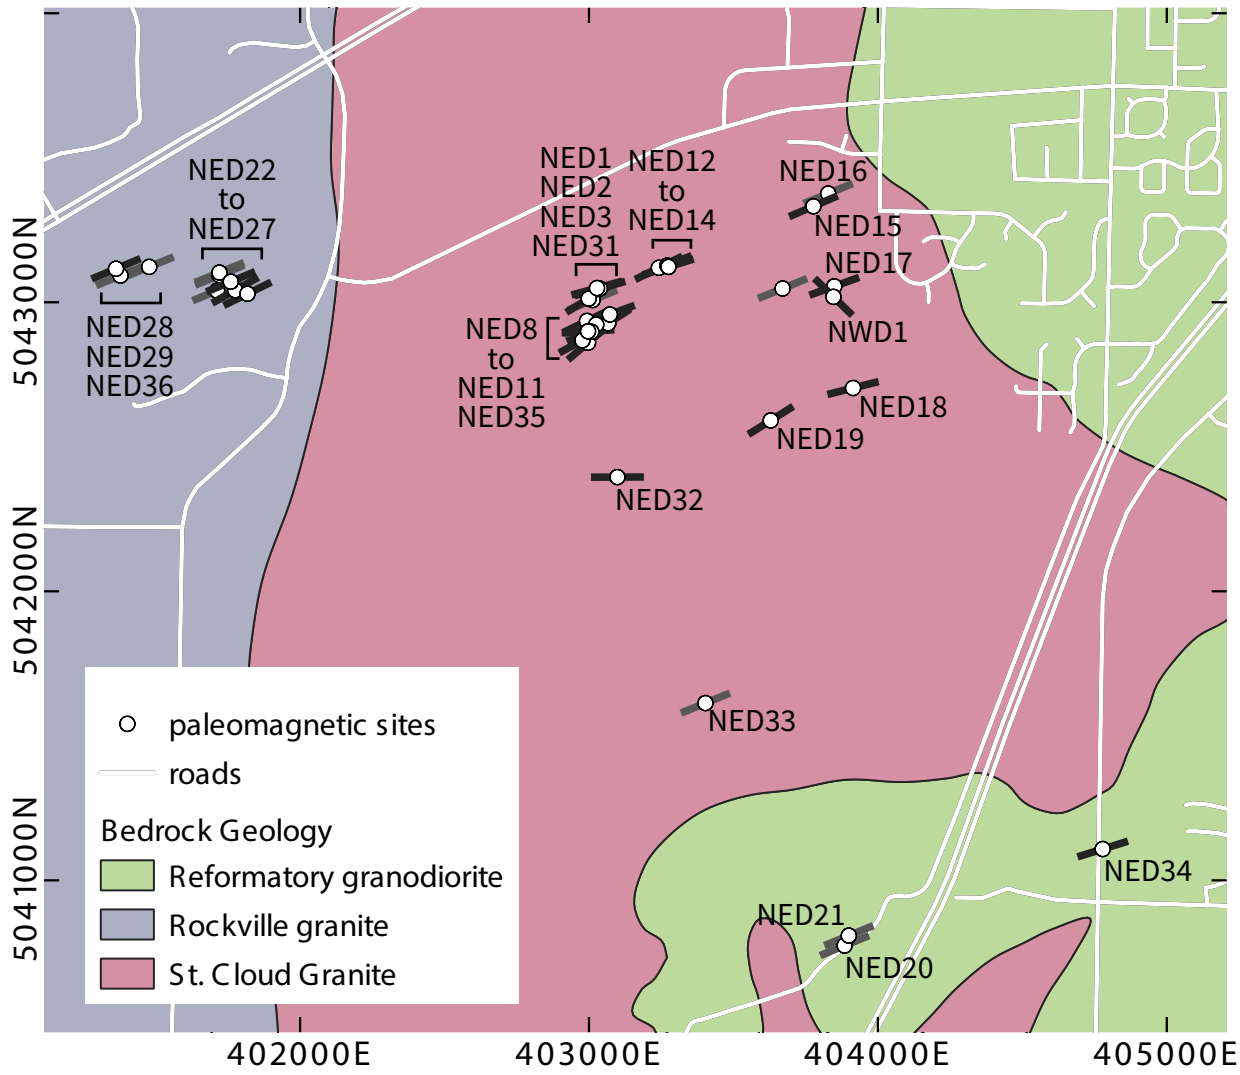 NED22
to
NED27
NED1
NED2
NED3
NED31
NED12
to
NED14
NED16
NED15
NED17
NWD1
NED28
NED29
NED36
NED8
to
NED11
NED35
NED18
NED19
NED32
NED33
NED34
NED21
NED20
5043000N
5042000N
5041000N
paleomagnetic sites
roads
Bedrock Geology
Reformatory granodiorite
Rockville granite
St. Cloud Granite
402000E
403000E
404000E
405000E